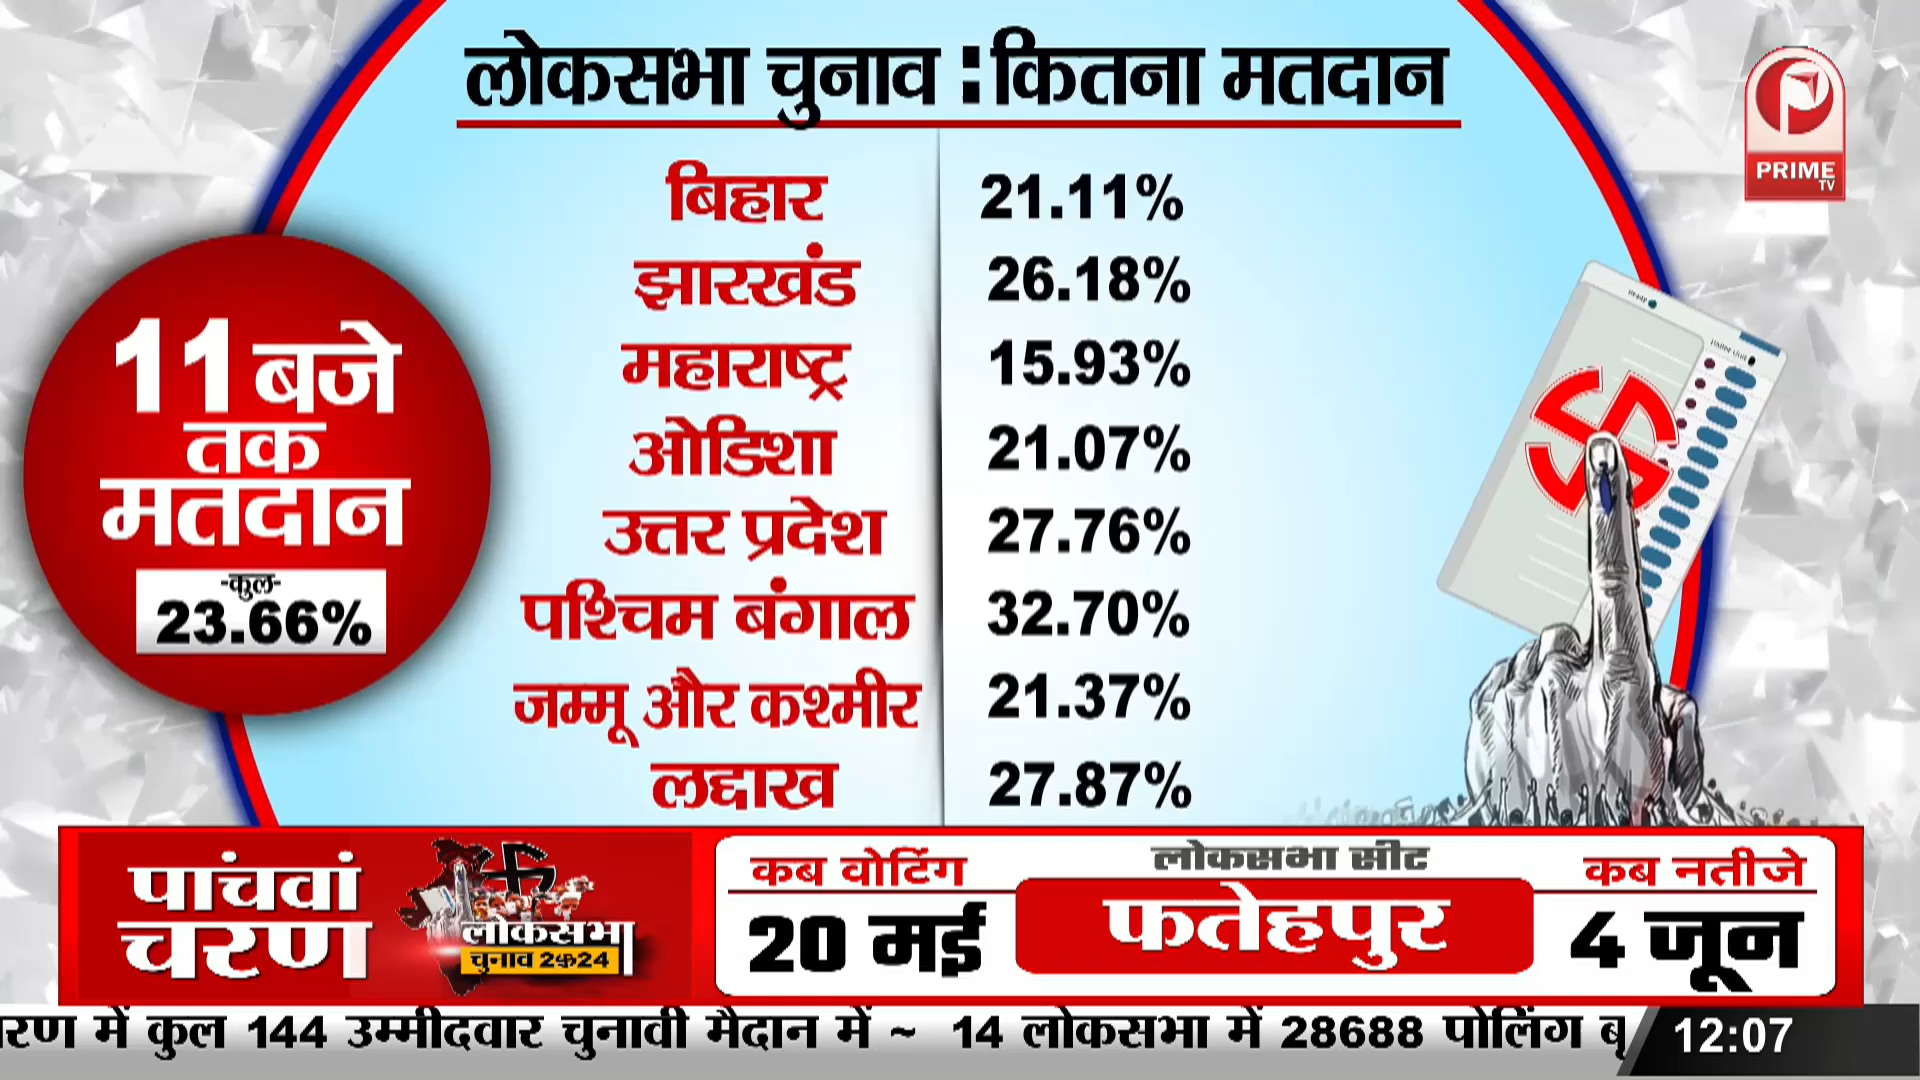 लोकसभा चुनाव : कितना मतदान
PRIME
TV
बिहार 21.11%
झारखंड 26.18%
महाराष्ट्र 15.93%
ओडिशा 21.07%
उत्तर प्रदेश 27.76%
पश्चिम बंगाल 32.70%
जम्मू और कश्मीर 21.37%
लद्दाख 27.87%
11 बजे
तक
मतदान
-कुल-
23.66%
पांचवां
चरण
लोकसभा
चुनाव 2024
कब वोटिंग
20 मई
लोकसभा सीट
फतेहपुर
कब नतीजे
4 जून
रण में कुल 144 उम्मीदवार चुनावी मैदान में ~ 14 लोकसभा में 28688 पोलिंग बू
12:07